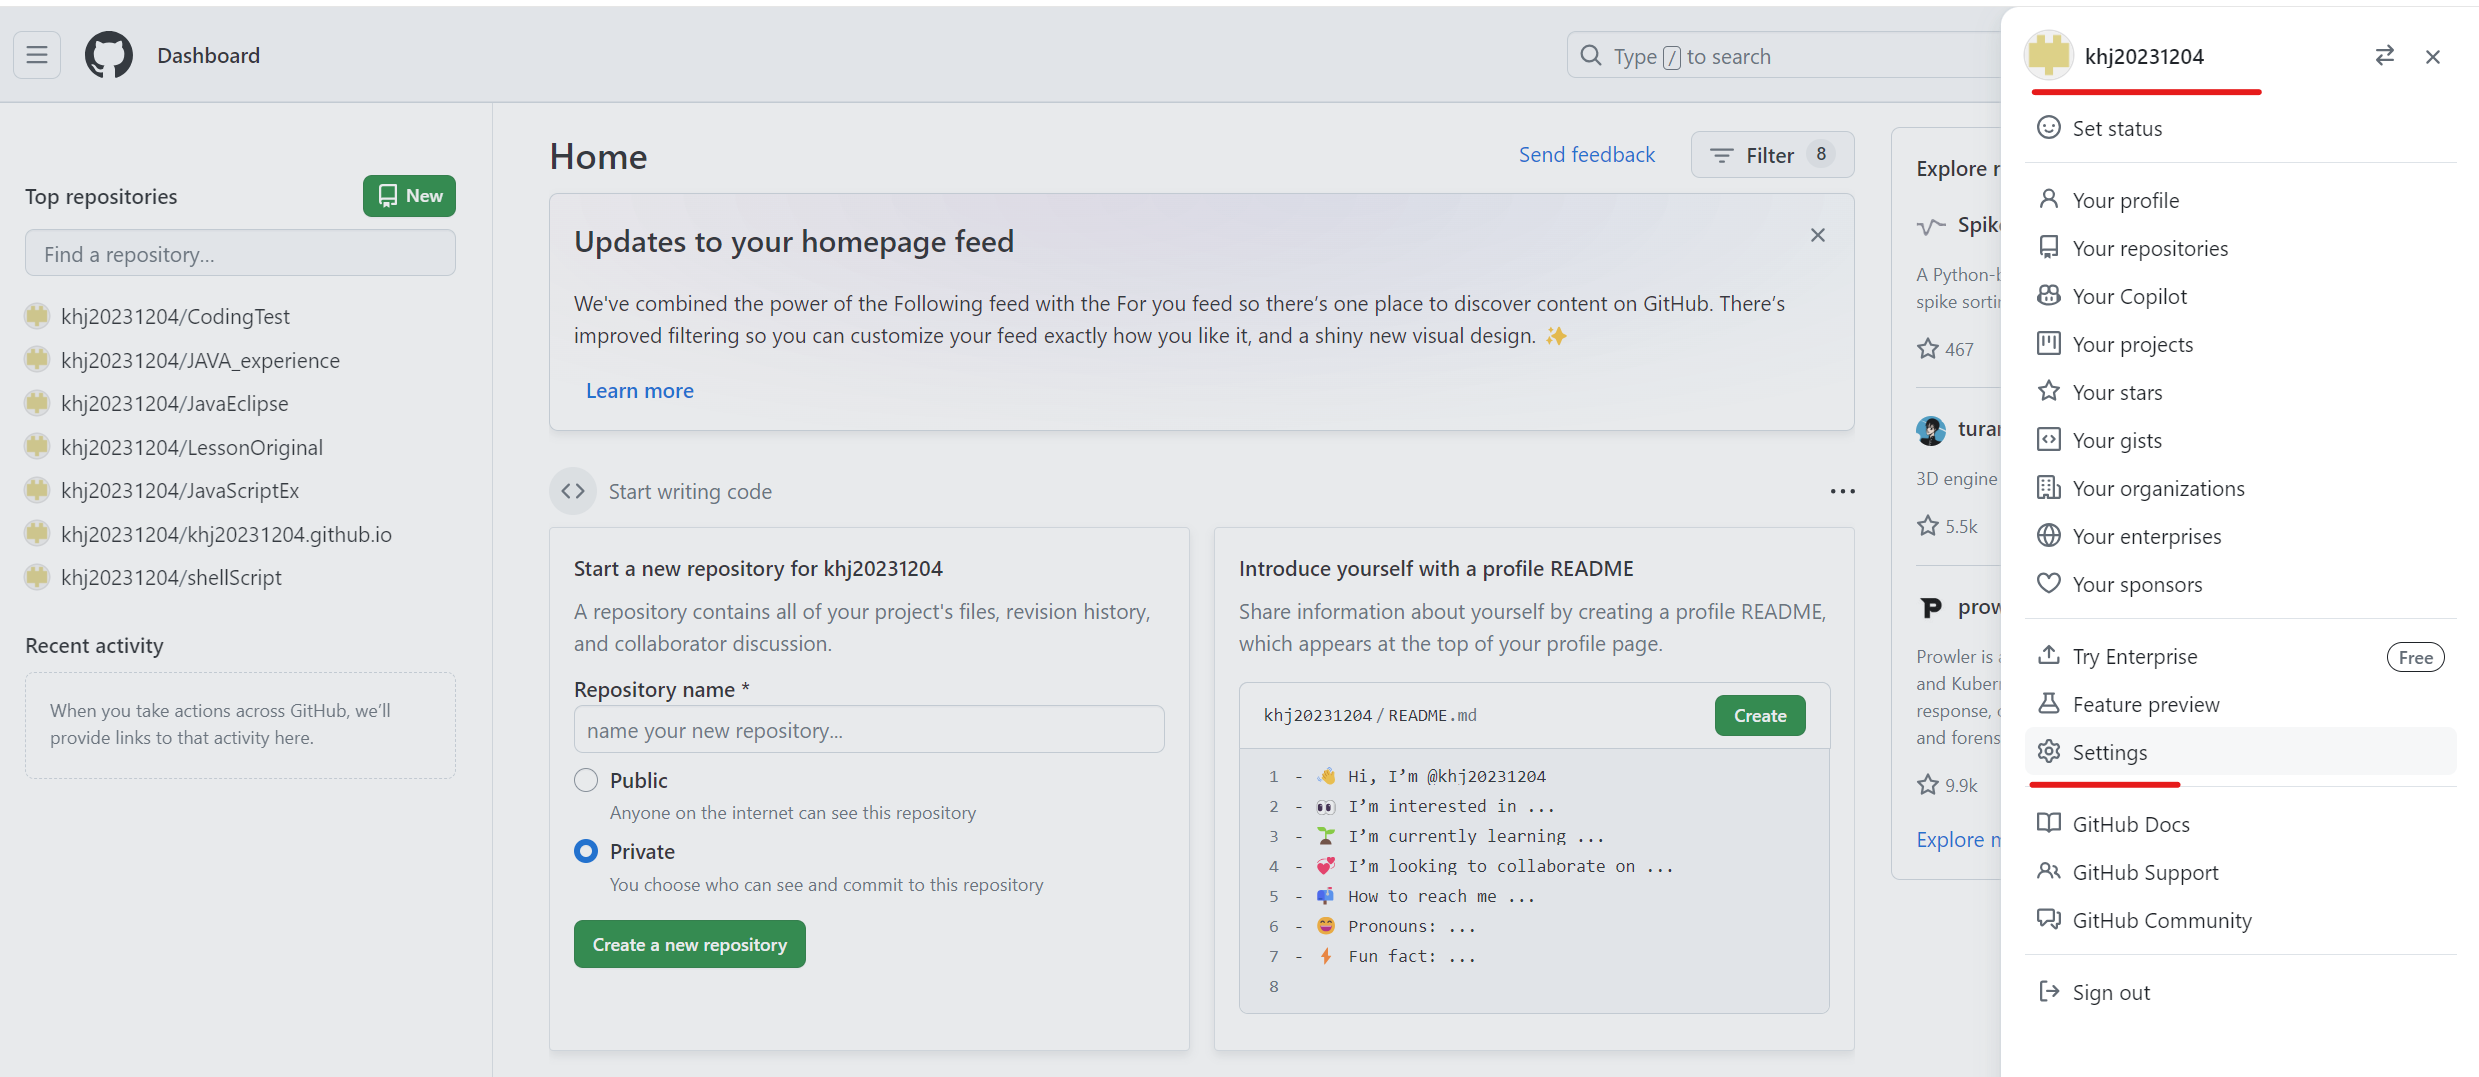 Dashboard
Type / to search
khj20231204
Set status
Your profile
Your repositories
Your Copilot
Your projects
Your stars
Your gists
Your organizations
Your enterprises
Your sponsors
Try Enterprise
Free
Feature preview
Settings
GitHub Docs
GitHub Support
GitHub Community
Sign out
Top repositories
New
Find a repository...
khj20231204/CodingTest
khj20231204/JAVA_experience
khj20231204/JavaEclipse
khj20231204/LessonOriginal
khj20231204/JavaScriptEx
khj20231204/khj20231204.github.io
khj20231204/shellScript
Recent activity
When you take actions across GitHub, we’ll
provide links to that activity here.
Home
Send feedback
Filter 8
Updates to your homepage feed
We've combined the power of the Following feed with the For you feed so there’s one place to discover content on GitHub. There’s
improved filtering so you can customize your feed exactly how you like it, and a shiny new visual design. ✨
Learn more
Start writing code
Start a new repository for khj20231204
A repository contains all of your project's files, revision history,
and collaborator discussion.
Repository name *
name your new repository...
Public
Anyone on the internet can see this repository
Private
You choose who can see and commit to this repository
Create a new repository
Introduce yourself with a profile README
Share information about yourself by creating a profile README,
which appears at the top of your profile page.
khj20231204 / README.md
Create
1 - 👋 Hi, I’m @khj20231204
2 - 👀 I’m interested in ...
3 - 🌱 I’m currently learning ...
4 - 💞️ I’m looking to collaborate on ...
5 - 📫 How to reach me ...
6 - 😄 Pronouns: ...
7 - ⚡ Fun fact: ...
8
Explore r
Spik
A Python-b
spike sorti
467
turar
3D engine
5.5k
prow
Prowler is
and Kuber
response,
and forens
9.9k
Explore